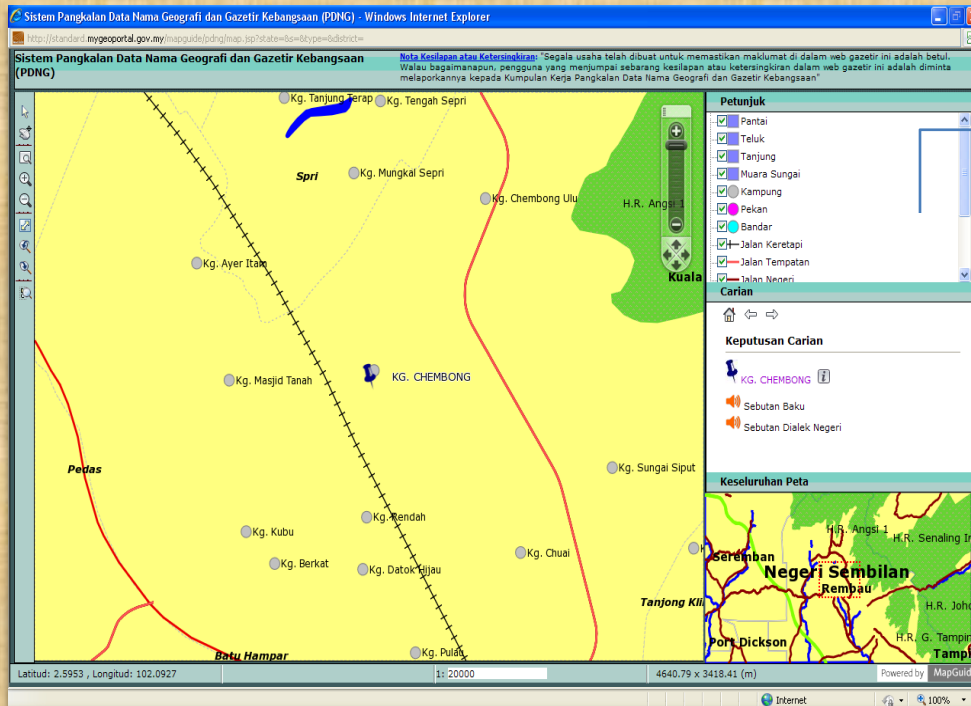 Sistem Pangkalan Data Nama Geografi dan Gazetir Kebangsaan (PDNG) - Windows Internet Explorer
http://standard.mygeoportal.gov.my/mapguide/pdng/map.jsp?state=&s=&type=&district=
Sistem Pangkalan Data Nama Geografi dan Gazetir Kebangsaan
(PDNG)
Nota Kesilapan atau Ketersingkiran: "Segala usaha telah dibuat untuk memastikan maklumat di dalam web gazetir ini adalah betul.
Walau bagaimanapun, pengguna yang menjumpai sebarang kesilapan atau ketersingkiran dalam web gazetir ini adalah diminta
melaporkannya kepada Kumpulan Kerja Pangkalan Data Nama Geografi dan Gazetir Kebangsaan"
Kg. Tanjung Terap
Kg. Tengah Sepri
Spri
Kg. Mungkal Sepri
Kg. Chembong Ulu
H.R. Angsi 1
Kg. Ayer Itam
Kuala
Kg. Masjid Tanah
KG. CHEMBONG
Pedas
Kg. Sungai Siput
Kg. Rendah
Kg. Kubu
Kg. Chuai
Kg. Berkat
Kg. Datok Hijau
Tanjong Kli
Batu Hampar
Kg. Pulau
Petunjuk
Pantai
Teluk
Tanjung
Muara Sungai
Kampung
Pekan
Bandar
Jalan Keretapi
Jalan Tempatan
Jalan Negeri
Carian
Keputusan Carian
KG. CHEMBONG
Sebutan Baku
Sebutan Dialek Negeri
Keseluruhan Peta
H.R. Angsi 1
H.R. Senaling In
Seremban
Negeri Sembilan
Rembau
H.R. Joho
Port Dickson
H.R. G. Tampin
Tampi
Latitud: 2.5953 , Longitud: 102.0927
1: 20000
4640.79 x 3418.41 (m)
Powered by MapGuid
Internet
100%